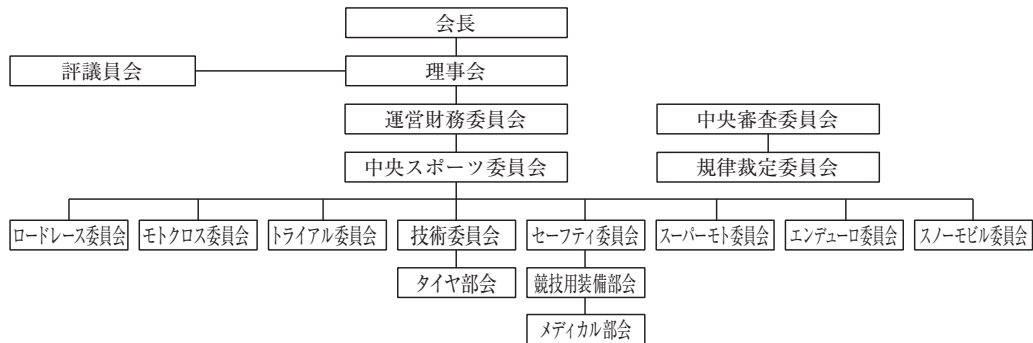 会長
評議員会
理事会
運営財務委員会
中央審査委員会
中央スポーツ委員会
規律裁定委員会
ロードレース委員会
モトクロス委員会
トライアル委員会
技術委員会
セーフティ委員会
スーパーモト委員会
エンデューロ委員会
スノーモビル委員会
タイヤ部会
競技用装備部会
メディカル部会